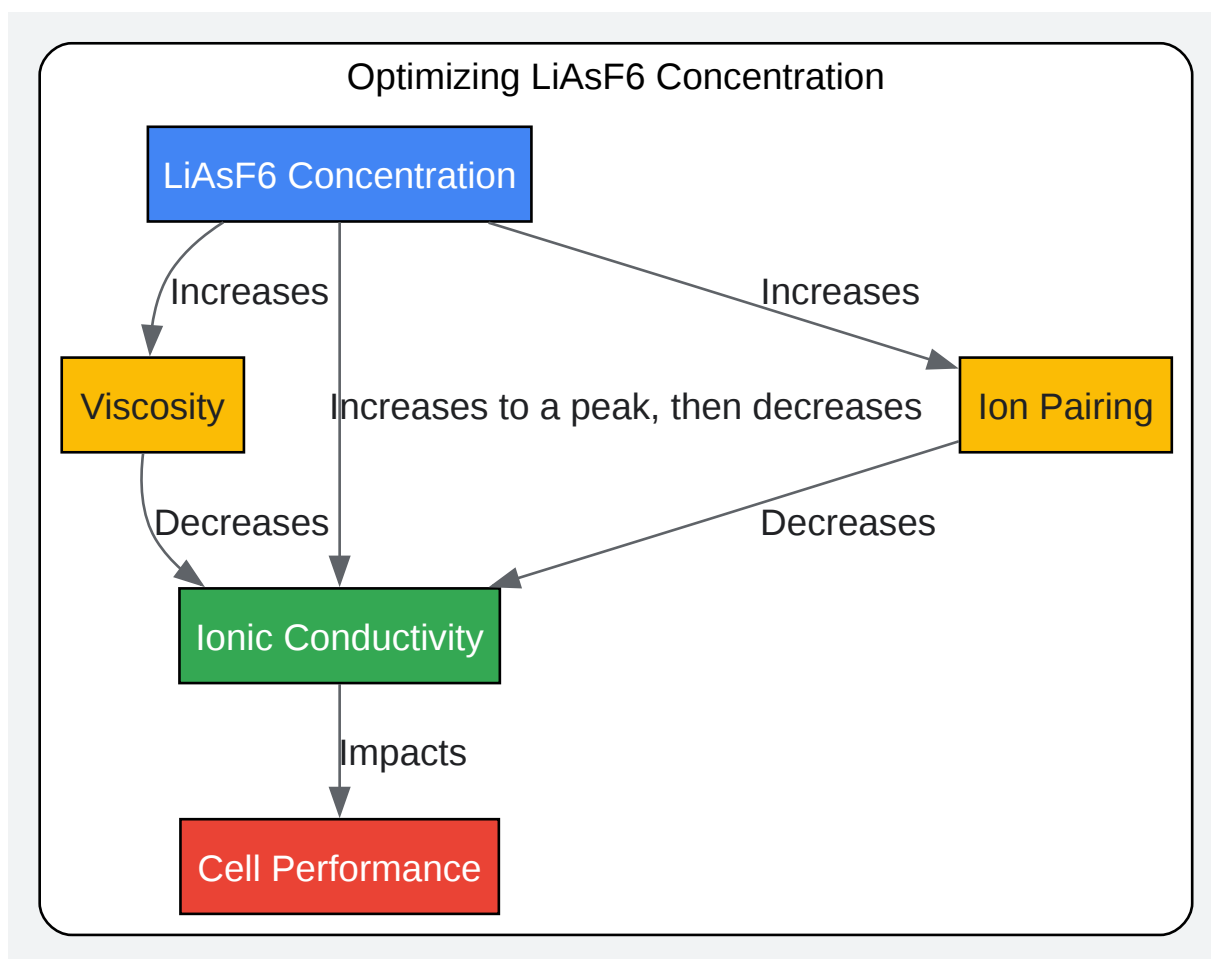 Optimizing LiAsF6 Concentration
LiAsF6 Concentration
Increases
Increases
Viscosity
Increases to a peak, then decreases
Ion Pairing
Decreases
Decreases
Ionic Conductivity
Impacts
Cell Performance